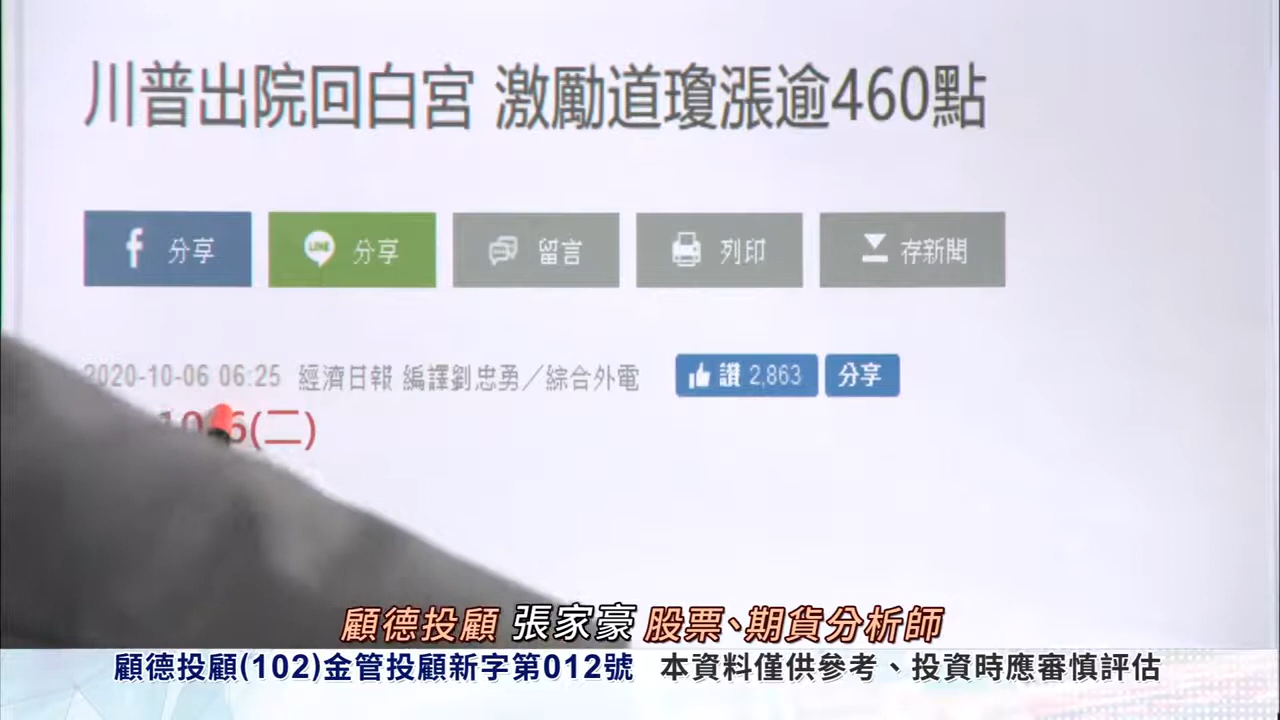 川普出院回白宮 激勵道瓊漲逾460點
分享 分享 留言 列印 存新聞
2020-10-06 06:25 經濟日報 編譯劉忠勇／綜合外電 讚 2,863 分享
(二)
顧德投顧 張家豪 股票、期貨分析師
顧德投顧(102)金管投顧新字第012號 本資料僅供參考、投資時應審慎評估